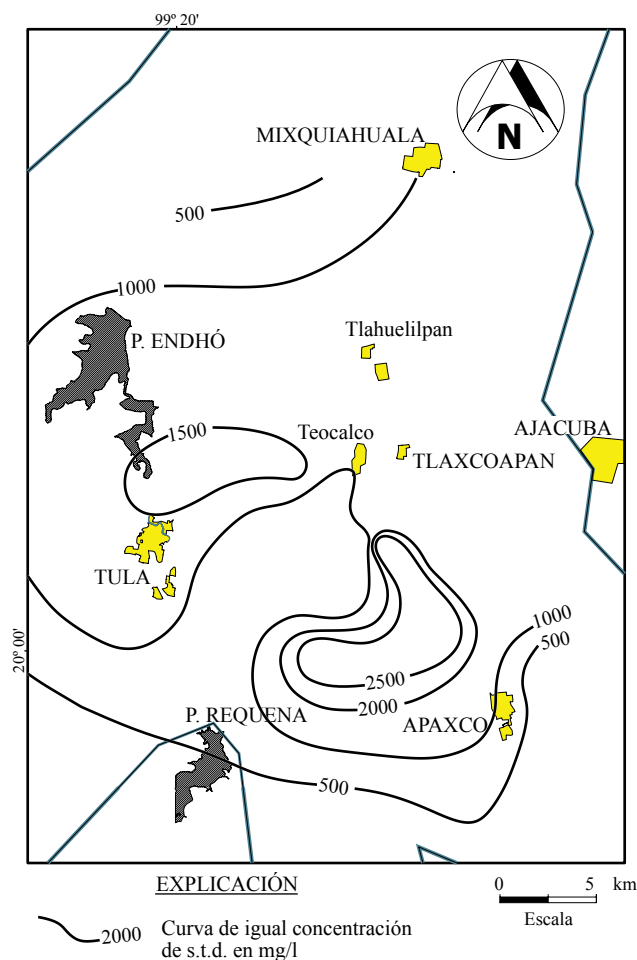 99º 20'
N
MIXQUIAHUALA
500
1000
Tlahuelilpan
P. ENDHÓ
1500
Teocalco
AJACUBA
TLAXCOAPAN
TULA
20º 00'
1000
500
2500
2000
P. REQUENA
APAXCO
500
EXPLICACIÓN
0 5 km
Escala
2000 Curva de igual concentración
de s.t.d. en mg/l